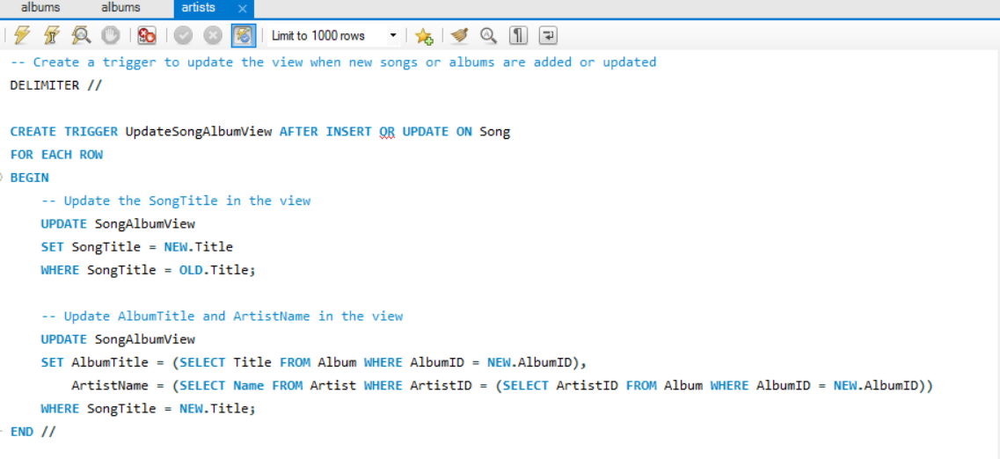 albums albums artists
Limit to 1000 rows
-- Create a trigger to update the view when new songs or albums are added or updated
DELIMITER //
CREATE TRIGGER UpdateSongAlbumView AFTER INSERT OR UPDATE ON Song
FOR EACH ROW
BEGIN
-- Update the SongTitle in the view
UPDATE SongAlbumView
SET SongTitle = NEW.Title
WHERE SongTitle = OLD.Title;
-- Update AlbumTitle and ArtistName in the view
UPDATE SongAlbumView
SET AlbumTitle = (SELECT Title FROM Album WHERE AlbumID = NEW.AlbumID),
ArtistName = (SELECT Name FROM Artist WHERE ArtistID = (SELECT ArtistID FROM Album WHERE AlbumID = NEW.AlbumID))
WHERE SongTitle = NEW.Title;
END //